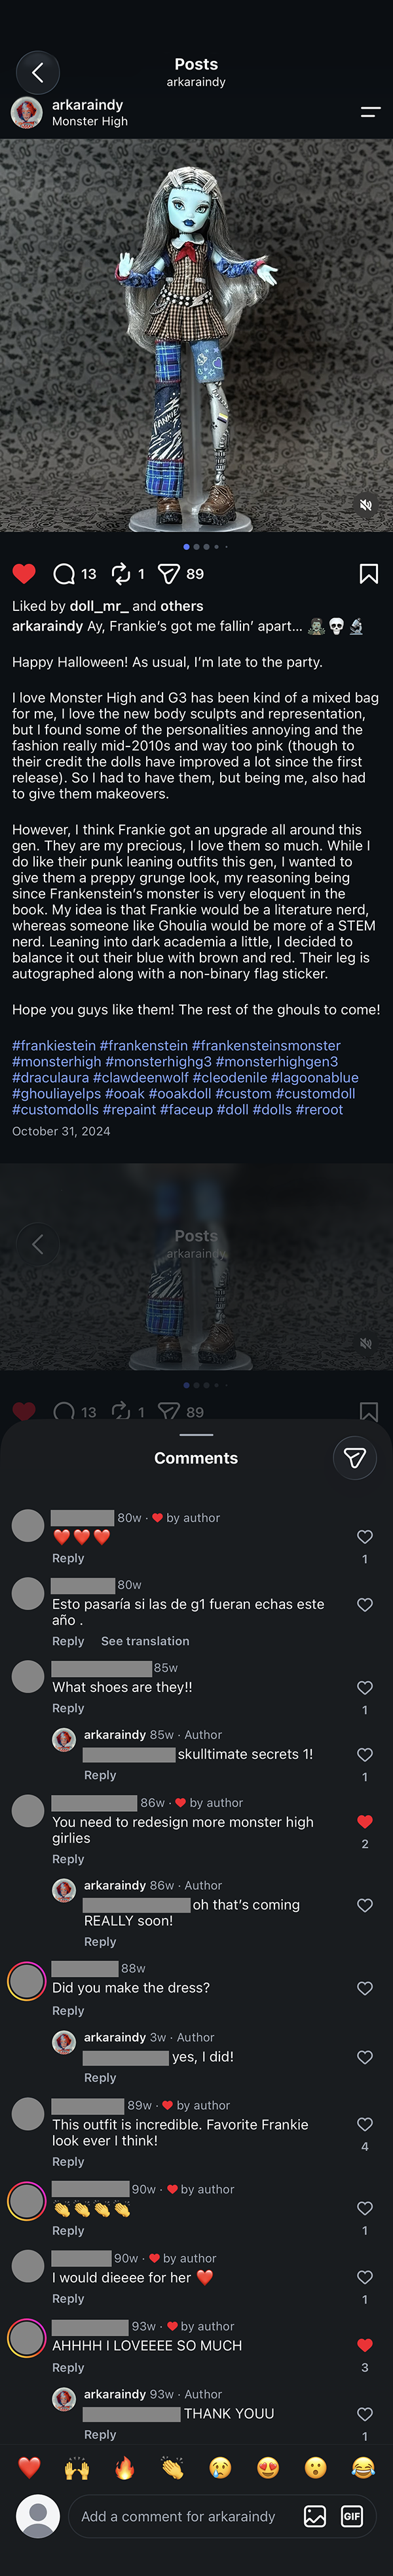 Posts
arkaraindy
arkaraindy
Monster High
FRANKIE
13 1 89
Liked by doll_mr_ and others
arkaraindy Ay, Frankie's got me fallin' apart... 🧟💀🔬
Happy Halloween! As usual, I'm late to the party.
I love Monster High and G3 has been kind of a mixed bag
for me, I love the new body sculpts and representation,
but I found some of the personalities annoying and the
fashion really mid-2010s and way too pink (though to
their credit the dolls have improved a lot since the first
release). So I had to have them, but being me, also had
to give them makeovers.
However, I think Frankie got an upgrade all around this
gen. They are my precious, I love them so much. While I
do like their punk leaning outfits this gen, I wanted to
give them a preppy grunge look, my reasoning being
since Frankenstein's monster is very eloquent in the
book. My idea is that Frankie would be a literature nerd,
whereas someone like Ghoulia would be more of a STEM
nerd. Leaning into dark academia a little, I decided to
balance it out their blue with brown and red. Their leg is
autographed along with a non-binary flag sticker.
Hope you guys like them! The rest of the ghouls to come!
#frankiestein #frankenstein #frankensteinsmonster
#monsterhigh #monsterhighg3 #monsterhighgen3
#draculaura #clawdeenwolf #cleodenile #lagoonablue
#ghouliayelps #ooak #ooakdoll #custom #customdoll
#customdolls #repaint #faceup #doll #dolls #reroot
October 31, 2024
Posts
arkaraindy
13 1 89
Comments
80w · ❤️ by author
❤️❤️❤️
Reply
1
80w
Esto pasaría si las de g1 fueran echas este
año .
Reply See translation
85w
What shoes are they!!
Reply
1
arkaraindy 85w · Author
skulltimate secrets 1!
Reply
1
86w · ❤️ by author
You need to redesign more monster high
girlies
Reply
2
arkaraindy 86w · Author
oh that's coming
REALLY soon!
Reply
88w
Did you make the dress?
Reply
arkaraindy 3w · Author
yes, I did!
Reply
89w · ❤️ by author
This outfit is incredible. Favorite Frankie
look ever I think!
Reply
4
90w · ❤️ by author
👏👏👏👏
Reply
1
90w · ❤️ by author
I would dieeee for her ❤️
Reply
1
93w · ❤️ by author
AHHHH I LOVEEEE SO MUCH
Reply
3
arkaraindy 93w · Author
THANK YOUU
Reply
1
❤️🙌🔥👏😢😍😮😂
Add a comment for arkaraindy GIF